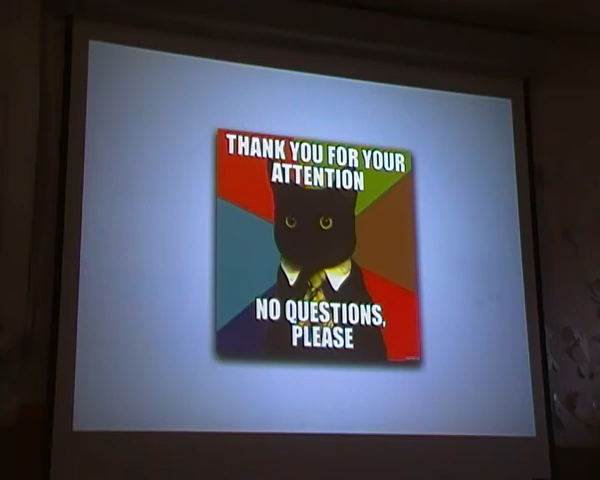 THANK YOU FOR YOUR
ATTENTION
NO QUESTIONS,
PLEASE